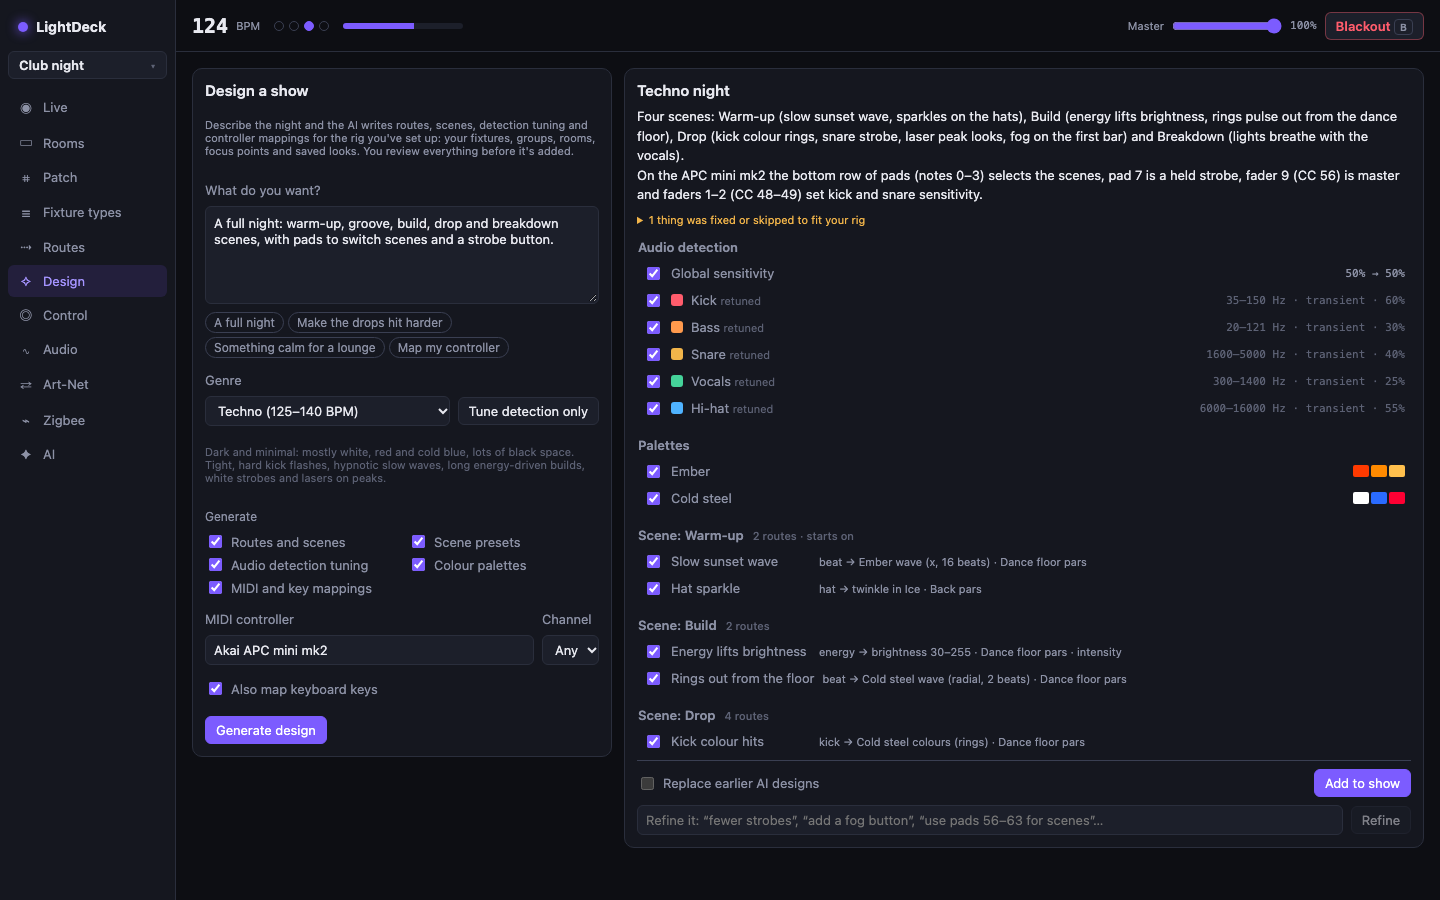 LightDeck
Club night
Live
Rooms
Patch
Fixture types
Routes
Design
Control
Audio
Art-Net
Zigbee
AI
124 BPM
Master 100% Blackout B
Design a show
Describe the night and the AI writes routes, scenes, detection tuning and
controller mappings for the rig you've set up: your fixtures, groups, rooms,
focus points and saved looks. You review everything before it's added.
What do you want?
A full night: warm-up, groove, build, drop and breakdown
scenes, with pads to switch scenes and a strobe button.
A full night Make the drops hit harder
Something calm for a lounge Map my controller
Genre
Techno (125–140 BPM) Tune detection only
Dark and minimal: mostly white, red and cold blue, lots of black space.
Tight, hard kick flashes, hypnotic slow waves, long energy-driven builds,
white strobes and lasers on peaks.
Generate
Routes and scenes Scene presets
Audio detection tuning Colour palettes
MIDI and key mappings
MIDI controller Channel
Akai APC mini mk2 Any
Also map keyboard keys
Generate design
Techno night
Four scenes: Warm-up (slow sunset wave, sparkles on the hats), Build (energy lifts brightness, rings pulse out from the dance
floor), Drop (kick colour rings, snare strobe, laser peak looks, fog on the first bar) and Breakdown (lights breathe with the
vocals).
On the APC mini mk2 the bottom row of pads (notes 0–3) selects the scenes, pad 7 is a held strobe, fader 9 (CC 56) is master
and faders 1–2 (CC 48–49) set kick and snare sensitivity.
▶ 1 thing was fixed or skipped to fit your rig
Audio detection
Global sensitivity 50% → 50%
Kick retuned 35–150 Hz · transient · 60%
Bass retuned 20–121 Hz · transient · 30%
Snare retuned 1600–5000 Hz · transient · 40%
Vocals retuned 300–1400 Hz · transient · 25%
Hi-hat retuned 6000–16000 Hz · transient · 55%
Palettes
Ember
Cold steel
Scene: Warm-up 2 routes · starts on
Slow sunset wave beat → Ember wave (x, 16 beats) · Dance floor pars
Hat sparkle hat → twinkle in Ice · Back pars
Scene: Build 2 routes
Energy lifts brightness energy → brightness 30–255 · Dance floor pars · intensity
Rings out from the floor beat → Cold steel wave (radial, 2 beats) · Dance floor pars
Scene: Drop 4 routes
Kick colour hits kick → Cold steel colours (rings) · Dance floor pars
Replace earlier AI designs Add to show
Refine it: “fewer strobes”, “add a fog button”, “use pads 56–63 for scenes”… Refine